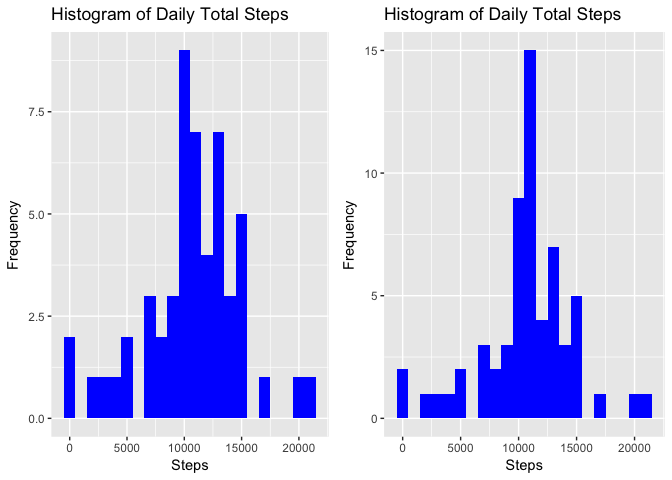 Histogram of Daily Total Steps
Frequency
7.5
5.0
2.5
0.0
0 5000 10000 15000 20000
Steps
Histogram of Daily Total Steps
Frequency
15
10
5
0
0 5000 10000 15000 20000
Steps